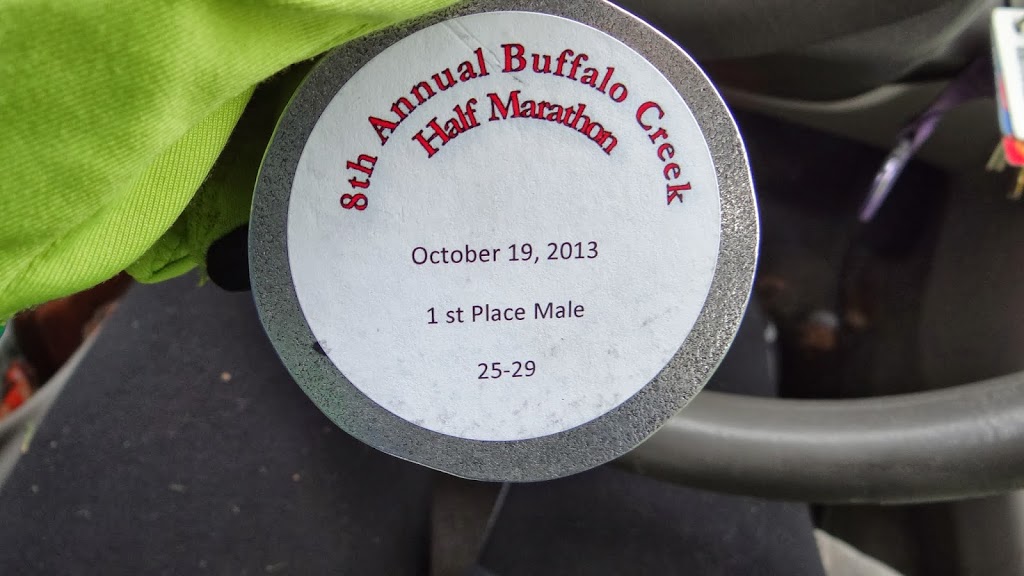 8th Annual Buffalo Creek
Half Marathon
October 19, 2013
1 st Place Male
25-29